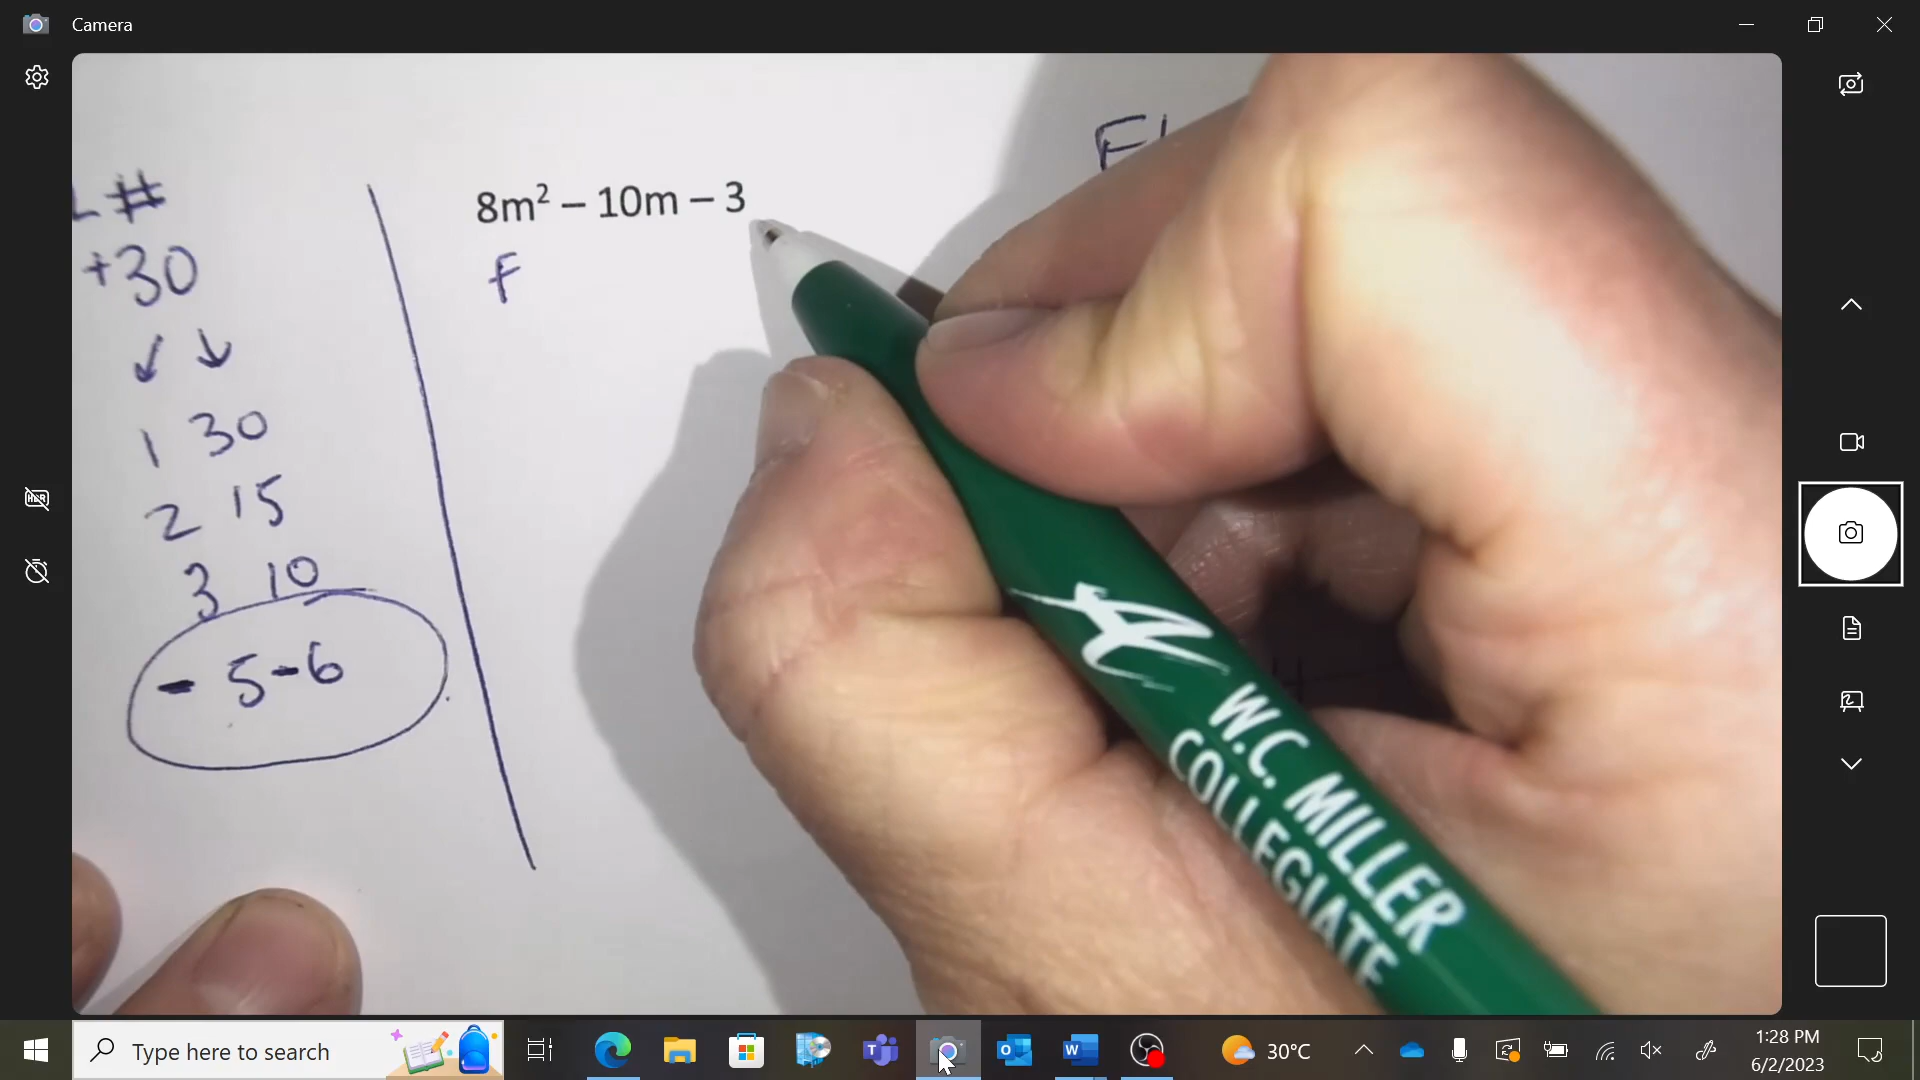 Camera
L #
+30
↙ ↘
1 30
2 15
3 10
- 5 - 6
8m² – 10m – 3
F
W.C. MILLER
COLLEGIATE
HDR
Type here to search
30°C
1:28 PM
6/2/2023